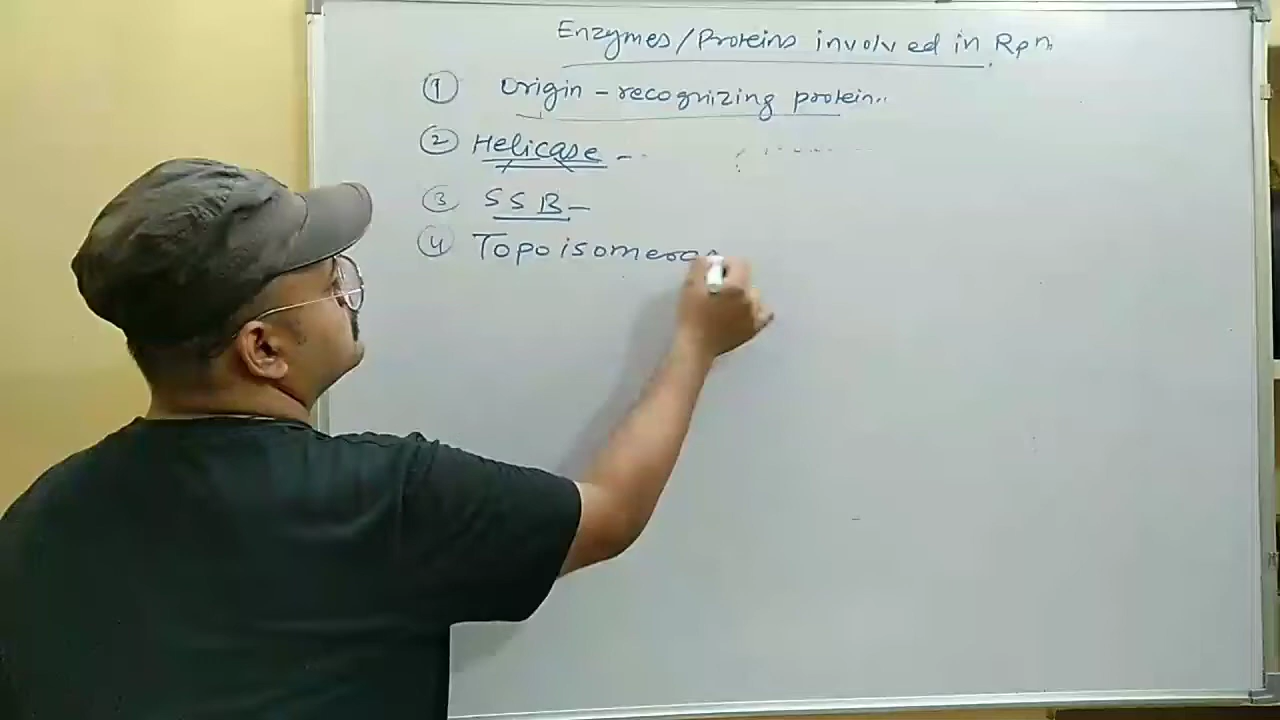 Enzymes/Proteins involved in Rpn.
① Origin - recognizing protein..
② Helicase -
③ SSB -
④ Topoisomera